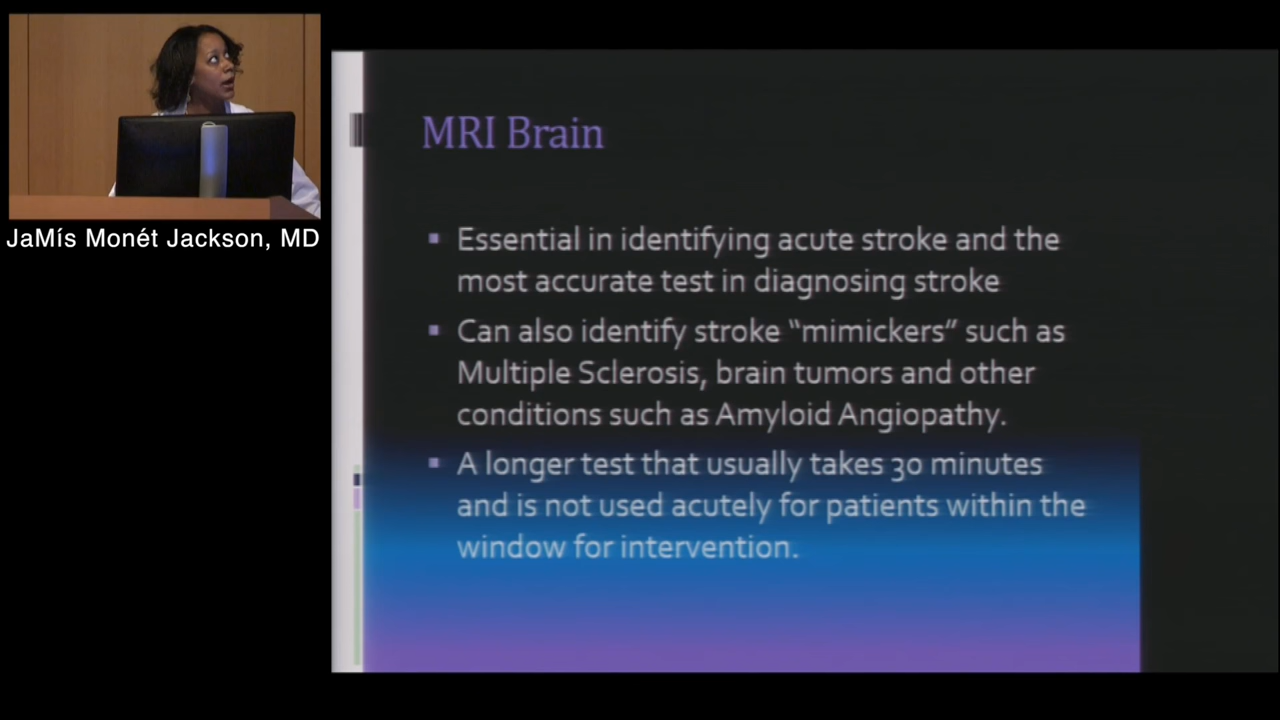 JaMís Monét Jackson, MD
MRI Brain
Essential in identifying acute stroke and the
most accurate test in diagnosing stroke
Can also identify stroke “mimickers” such as
Multiple Sclerosis, brain tumors and other
conditions such as Amyloid Angiopathy.
A longer test that usually takes 30 minutes
and is not used acutely for patients within the
window for intervention.